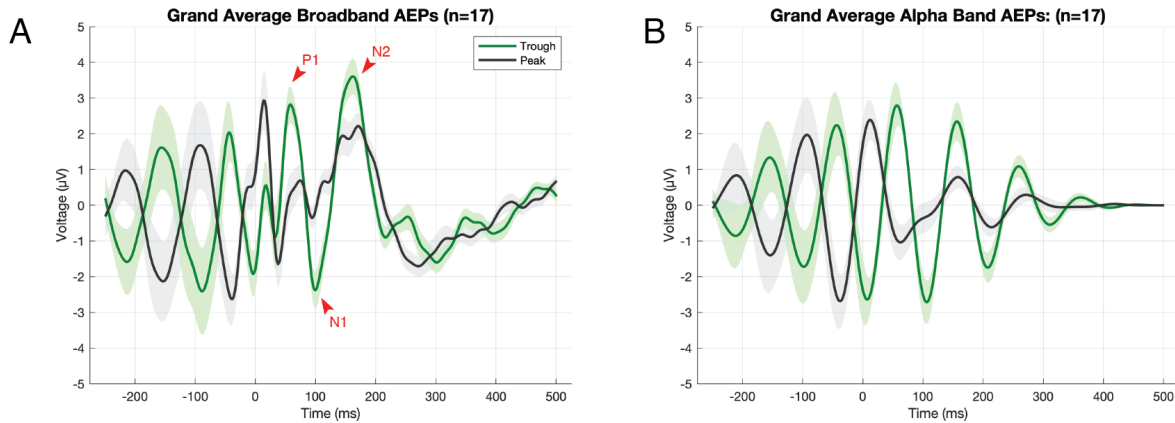 A
Grand Average Broadband AEPs (n=17)
5
4
3
2
1
0
-1
-2
-3
-4
-5
Voltage (µV)
-200
-100
0
100
200
300
400
500
Time (ms)
P1
N2
N1
Trough
Peak
B
Grand Average Alpha Band AEPs: (n=17)
5
4
3
2
1
0
-1
-2
-3
-4
-5
Voltage (µV)
-200
-100
0
100
200
300
400
500
Time (ms)